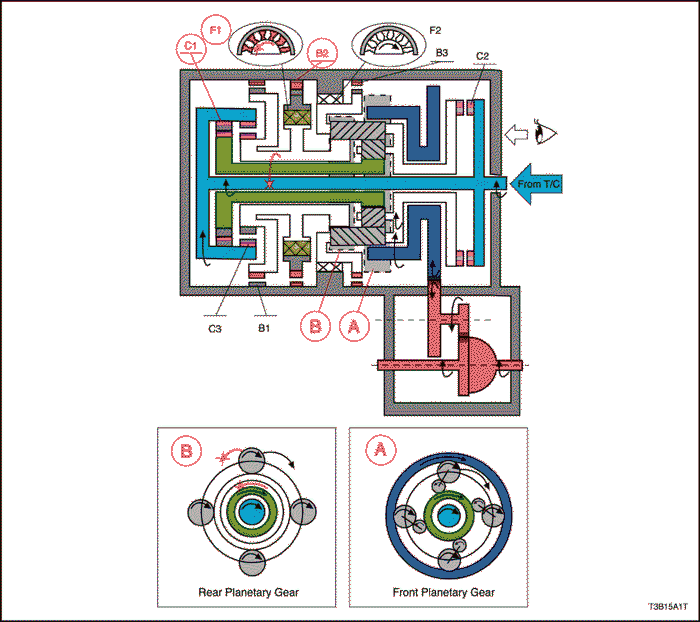 F1
F2
C1
B2
B3
C2
From T/C
C3
B1
B
A
B
A
Rear Planetary Gear
Front Planetary Gear
T3B15A1T